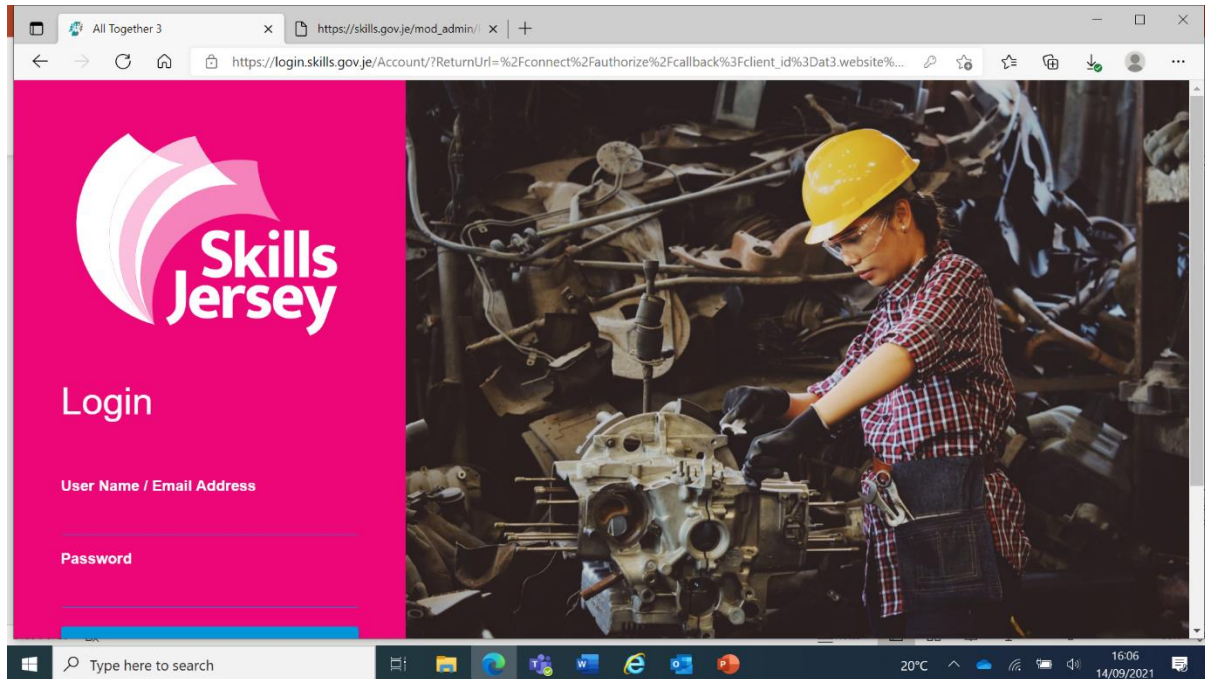 All Together 3
https://skills.gov.je/mod_admin/
https://login.skills.gov.je/Account/?ReturnUrl=%2Fconnect%2Fauthorize%2Fcallback%3Fclient_id%3Dat3.website%...
Skills
Jersey
Login
User Name / Email Address
Password
Type here to search
20°C
16:06
14/09/2021